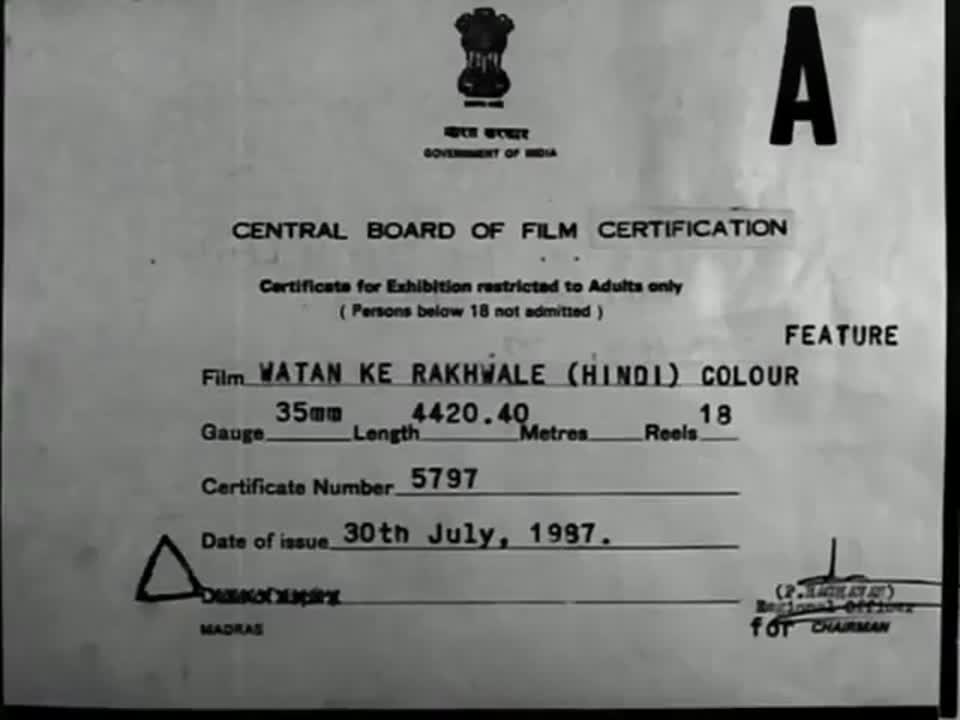 A
भारत सरकार
GOVERNMENT OF INDIA
CENTRAL BOARD OF FILM CERTIFICATION
Certificate for Exhibition restricted to Adults only
( Persons below 18 not admitted )
FEATURE
Film WATAN KE RAKHWALE (HINDI) COLOUR
Gauge 35mm Length 4420.40 Metres Reels 18
Certificate Number 5797
Date of issue 30th July, 1987.
(P.
Regional Officer
MADRAS
for CHAIRMAN